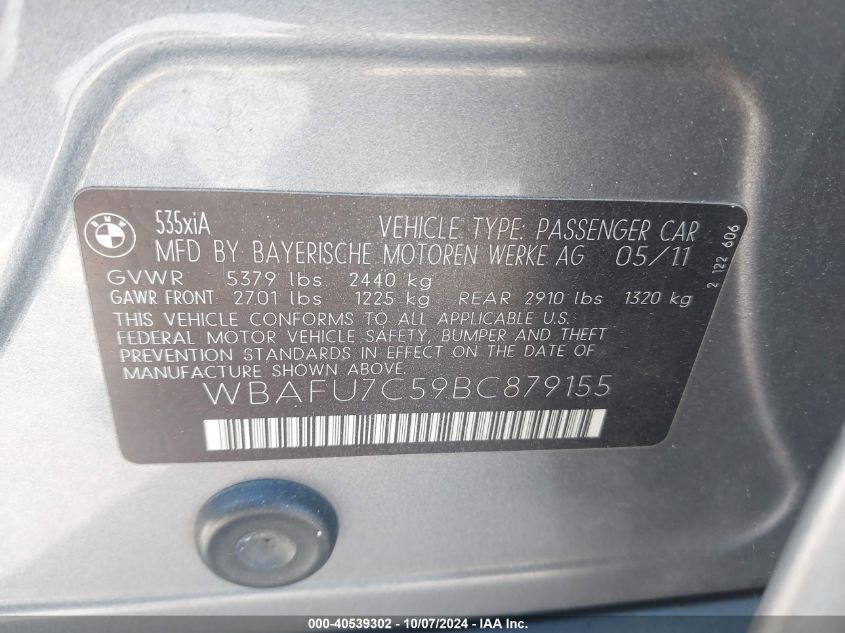 BMW
535xiA VEHICLE TYPE: PASSENGER CAR
MFD BY BAYERISCHE MOTOREN WERKE AG 05/11
GVWR 5379 lbs 2440 kg
GAWR FRONT 2701 lbs 1225 kg REAR 2910 lbs 1320 kg
THIS VEHICLE CONFORMS TO ALL APPLICABLE U.S.
FEDERAL MOTOR VEHICLE SAFETY, BUMPER AND THEFT
PREVENTION STANDARDS IN EFFECT ON THE DATE OF
MANUFACTURE SHOWN ABOVE.
WBAFU7C59BC879155
2 122 606
000-40539302 - 10/07/2024 - IAA Inc.